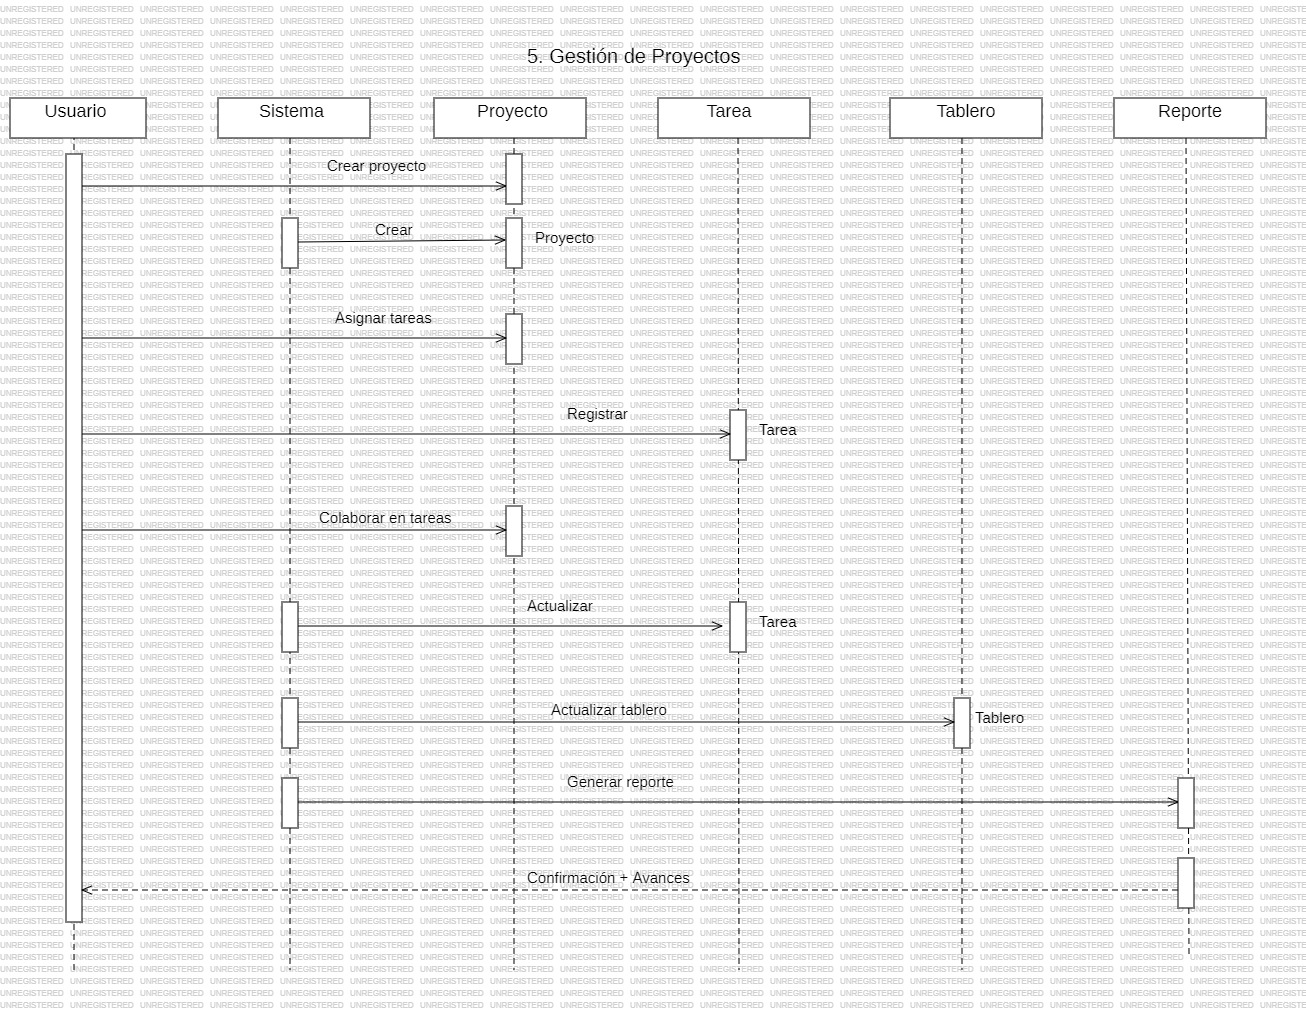 5. Gestión de Proyectos
Usuario
Sistema
Proyecto
Tarea
Tablero
Reporte
Crear proyecto
Crear
Proyecto
Asignar tareas
Registrar
Tarea
Colaborar en tareas
Actualizar
Tarea
Actualizar tablero
Tablero
Generar reporte
Confirmación + Avances
UNREGISTERED